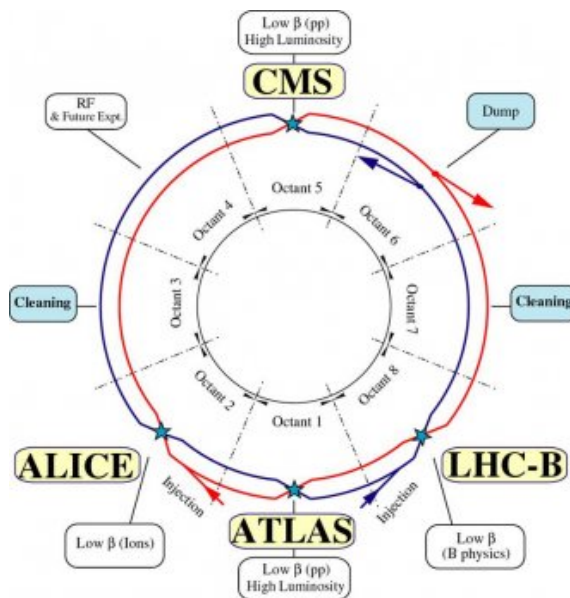 Low β (pp)
High Luminosity
CMS
RF
& Future Expt.
Dump
Octant 5
Octant 4
Octant 6
Cleaning
Octant 3
Octant 7
Cleaning
Octant 2
Octant 8
Octant 1
ALICE
LHC-B
Injection
Injection
ATLAS
Low β (Ions)
Low β
(B physics)
Low β (pp)
High Luminosity